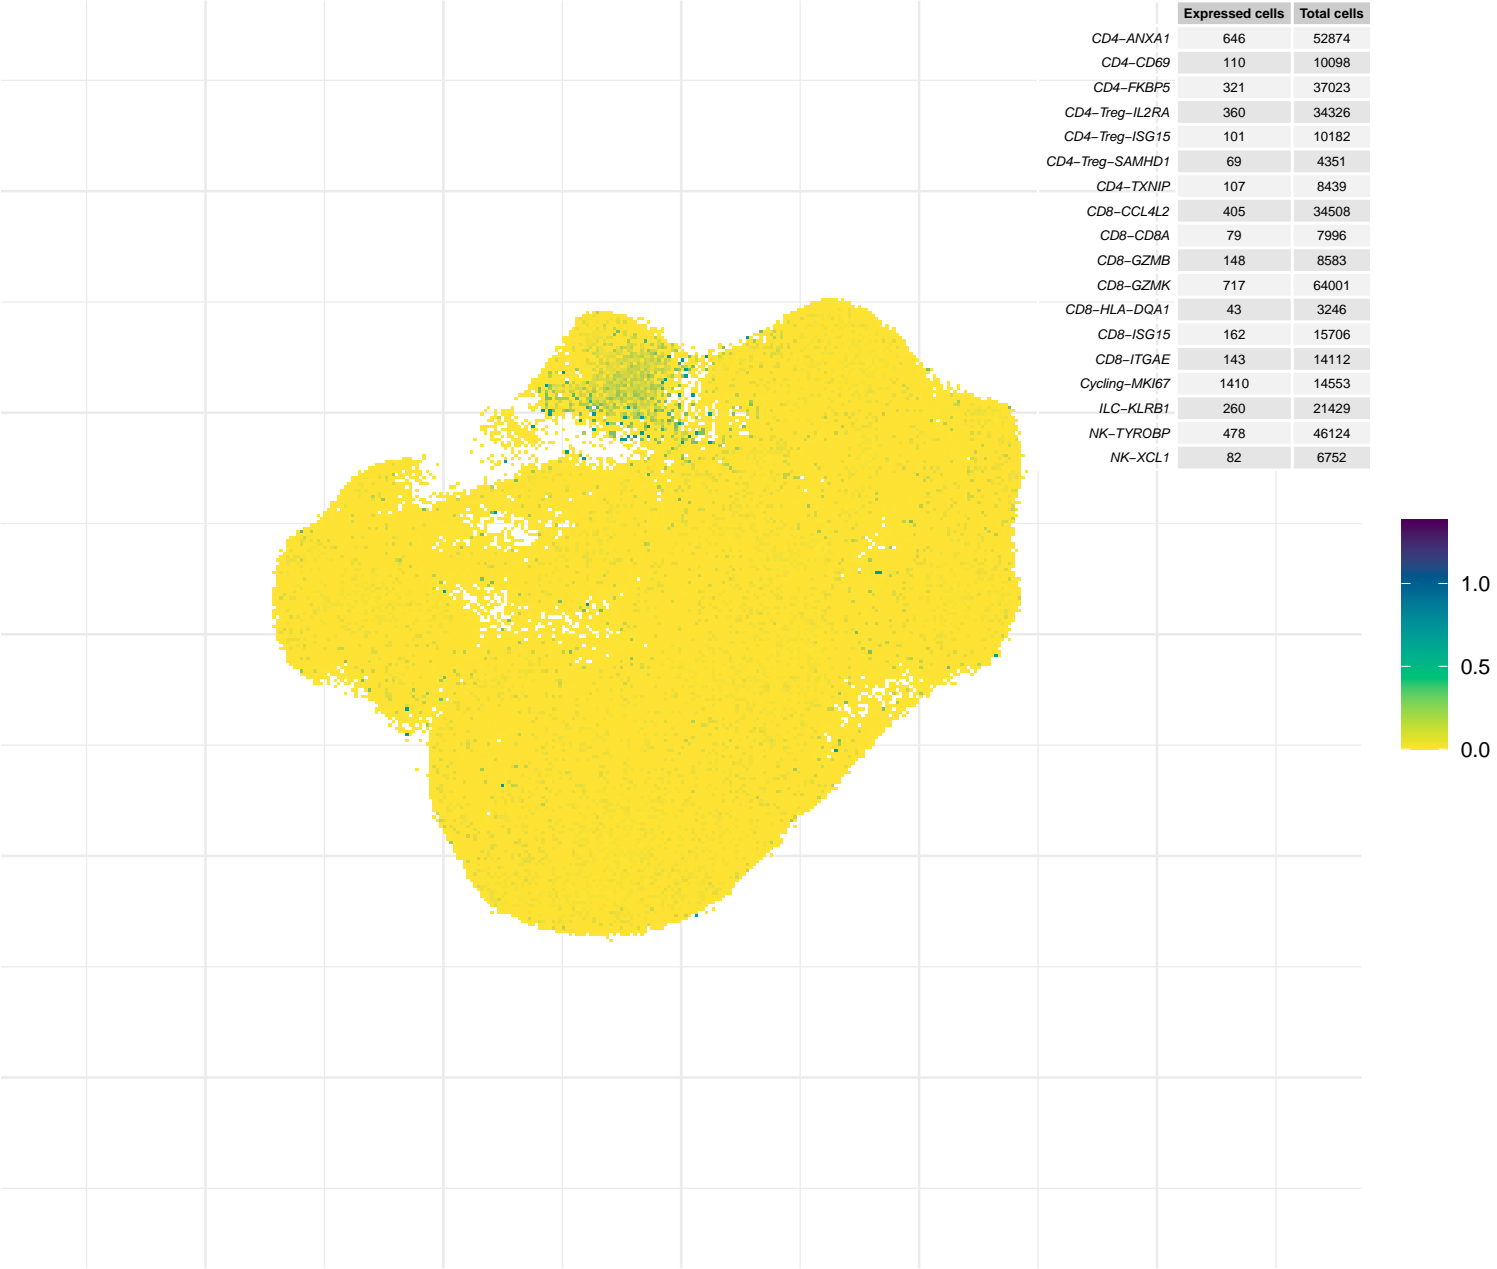 Expressed cells Total cells
CD4−ANXA1 646 52874
CD4−CD69 110 10098
CD4−FKBP5 321 37023
CD4−Treg−IL2RA 360 34326
CD4−Treg−ISG15 101 10182
CD4−Treg−SAMHD1 69 4351
CD4−TXNIP 107 8439
CD8−CCL4L2 405 34508
CD8−CD8A 79 7996
CD8−GZMB 148 8583
CD8−GZMK 717 64001
CD8−HLA−DQA1 43 3246
CD8−ISG15 162 15706
CD8−ITGAE 143 14112
Cycling−MKI67 1410 14553
ILC−KLRB1 260 21429
NK−TYROBP 478 46124
NK−XCL1 82 6752
1.0
0.5
0.0